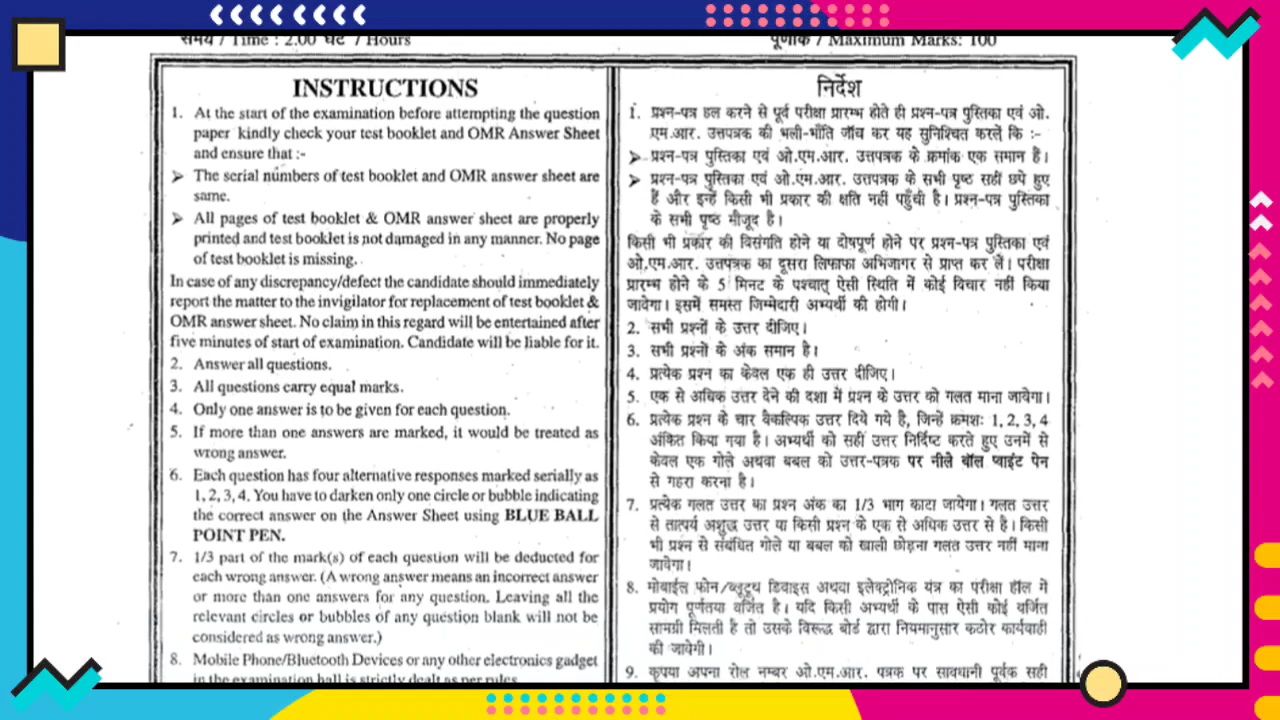 समय / Time : 2.00 घंटे / Hours
पूर्णांक / Maximum Marks: 100
INSTRUCTIONS
1. At the start of the examination before attempting the question
paper kindly check your test booklet and OMR Answer Sheet
and ensure that :-
➢ The serial numbers of test booklet and OMR answer sheet are
same.
➢ All pages of test booklet & OMR answer sheet are properly
printed and test booklet is not damaged in any manner. No page
of test booklet is missing.
In case of any discrepancy/defect the candidate should immediately
report the matter to the invigilator for replacement of test booklet &
OMR answer sheet. No claim in this regard will be entertained after
five minutes of start of examination. Candidate will be liable for it.
2. Answer all questions.
3. All questions carry equal marks.
4. Only one answer is to be given for each question.
5. If more than one answers are marked, it would be treated as
wrong answer.
6. Each question has four alternative responses marked serially as
1, 2, 3, 4. You have to darken only one circle or bubble indicating
the correct answer on the Answer Sheet using BLUE BALL
POINT PEN.
7. 1/3 part of the mark(s) of each question will be deducted for
each wrong answer. (A wrong answer means an incorrect answer
or more than one answers for any question. Leaving all the
relevant circles or bubbles of any question blank will not be
considered as wrong answer.)
8. Mobile Phone/Bluetooth Devices or any other electronics gadget
in the examination hall is strictly dealt as per rules
निर्देश
1. प्रश्न-पत्र हल करने से पूर्व परीक्षा प्रारम्भ होते ही प्रश्न-पत्र पुस्तिका एवं ओ.
एम.आर. उत्तपत्रक की भली-भाँति जाँच कर यह सुनिश्चित करलें कि :-
➢ प्रश्न-पत्र पुस्तिका एवं ओ.एम.आर. उत्तपत्रक के क्रमांक एक समान हैं।
➢ प्रश्न-पत्र पुस्तिका एवं ओ.एम.आर. उत्तपत्रक के सभी पृष्ठ सही छपे हुए
हैं और इन्हें किसी भी प्रकार की क्षति नहीं पहुँची है। प्रश्न-पत्र पुस्तिका
के सभी पृष्ठ मौजूद है।
किसी भी प्रकार की विसंगति होने या दोषपूर्ण होने पर प्रश्न-पत्र पुस्तिका एवं
ओ.एम.आर. उत्तपत्रक का दूसरा लिफाफा अभिजागर से प्राप्त कर लें। परीक्षा
प्रारम्भ होने के 5 मिनट के पश्चात् ऐसी स्थिति में कोई विचार नहीं किया
जावेगा। इसमें समस्त जिम्मेदारी अभ्यर्थी की होगी।
2. सभी प्रश्नों के उत्तर दीजिए।
3. सभी प्रश्नों के अंक समान है।
4. प्रत्येक प्रश्न का केवल एक ही उत्तर दीजिए।
5. एक से अधिक उत्तर देने की दशा में प्रश्न के उत्तर को गलत माना जायेगा।
6. प्रत्येक प्रश्न के चार वैकल्पिक उत्तर दिये गये है, जिन्हें क्रमशः 1, 2, 3, 4
अंकित किया गया है। अभ्यर्थी को सही उत्तर निर्दिष्ट करते हुए उनमें से
केवल एक गोले अथवा बबल को उत्तर-पत्रक पर नीले बॉल प्वाइंट पेन
से गहरा करना है।
7. प्रत्येक गलत उत्तर का प्रश्न अंक का 1/3 भाग काटा जायेगा। गलत उत्तर
से तात्पर्य अशुद्ध उत्तर या किसी प्रश्न के एक से अधिक उत्तर से है। किसी
भी प्रश्न से संबंधित गोले या बबल को खाली छोड़ना गलत उत्तर नहीं माना
जायेगा।
8. मोबाईल फोन/ब्लूटूथ डिवाइस अथवा इलेक्ट्रोनिक यंत्र का परीक्षा हॉल में
प्रयोग पूर्णतया वर्जित है। यदि किसी अभ्यर्थी के पास ऐसी कोई वर्जित
सामग्री मिलती है तो उसके विरूद्ध बोर्ड द्वारा नियमानुसार कठोर कार्यवाही
की जावेगी।
9. कृपया अपना रोल नम्बर ओ.एम.आर. पत्रक पर सावधानी पूर्वक सही